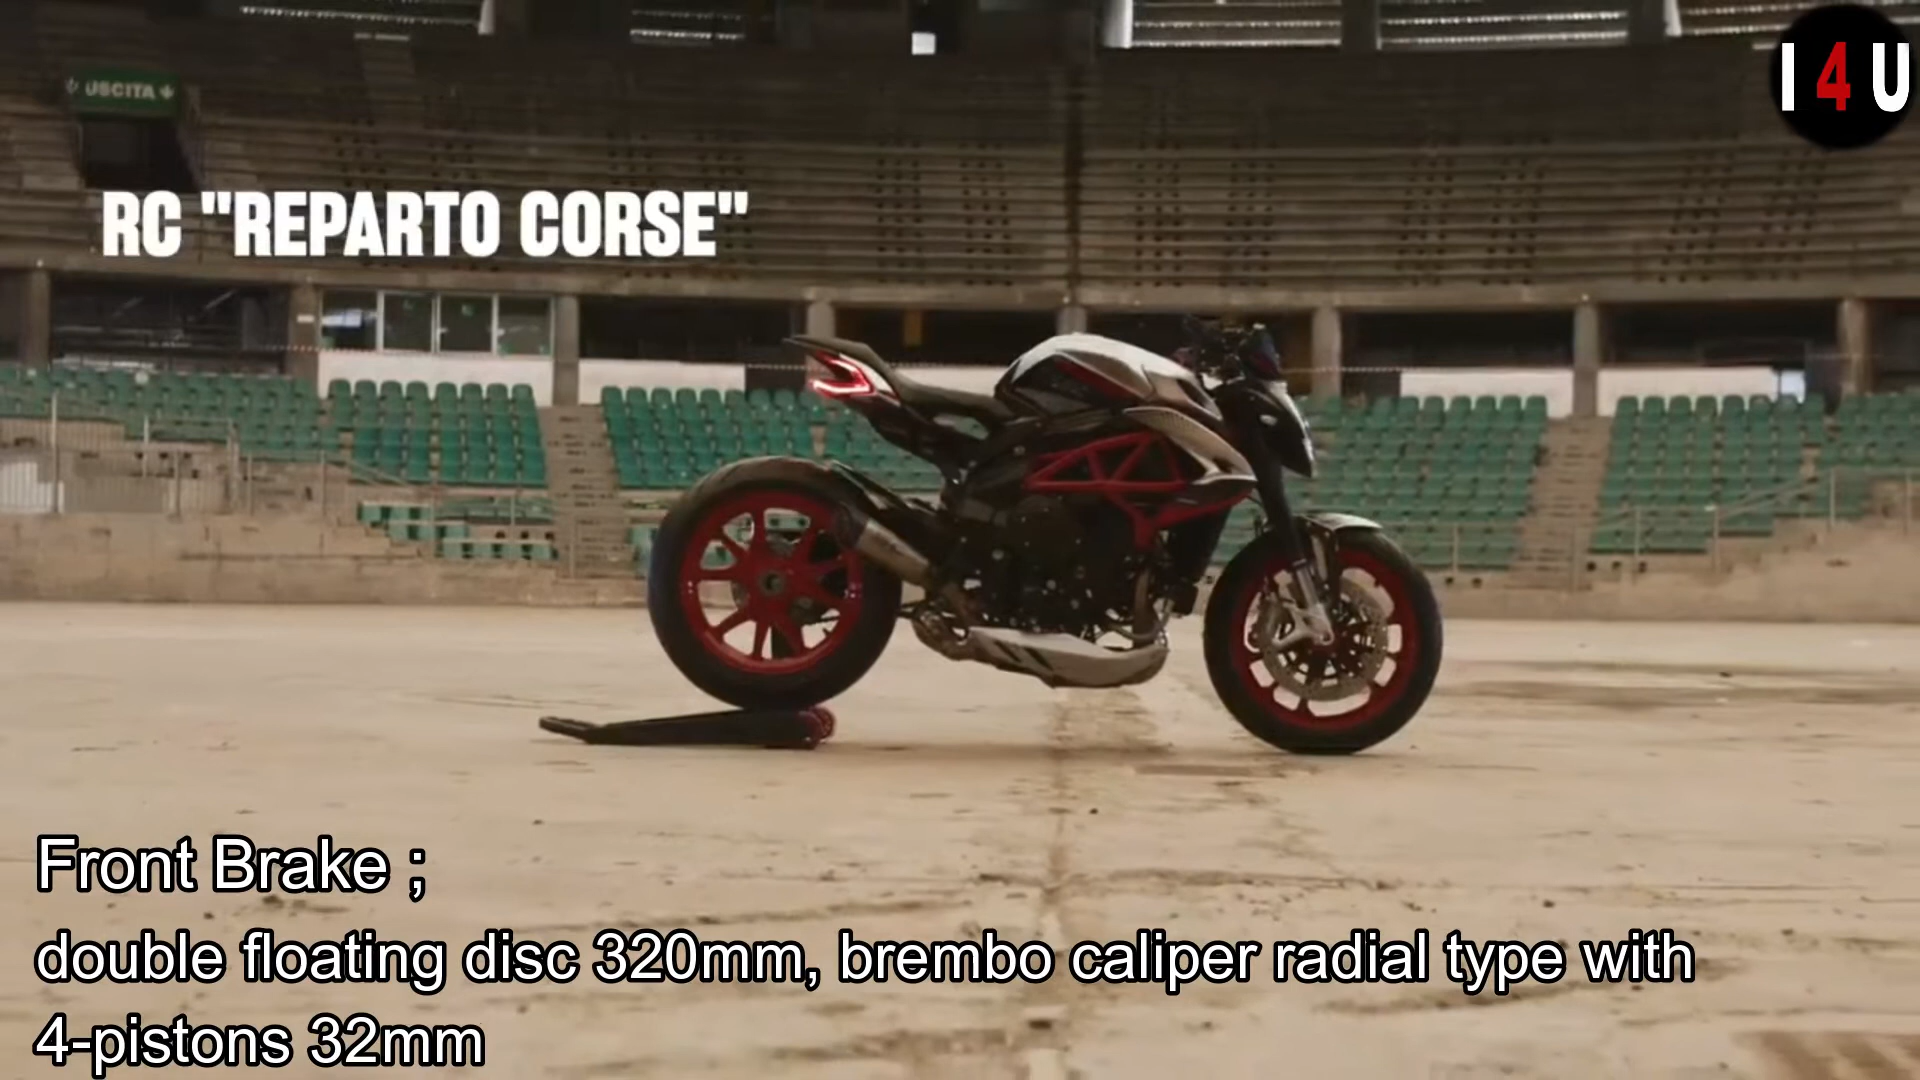 I 4 U
↓ USCITA ↓
RC "REPARTO CORSE"
Front Brake ;
double floating disc 320mm, brembo caliper radial type with
4-pistons 32mm